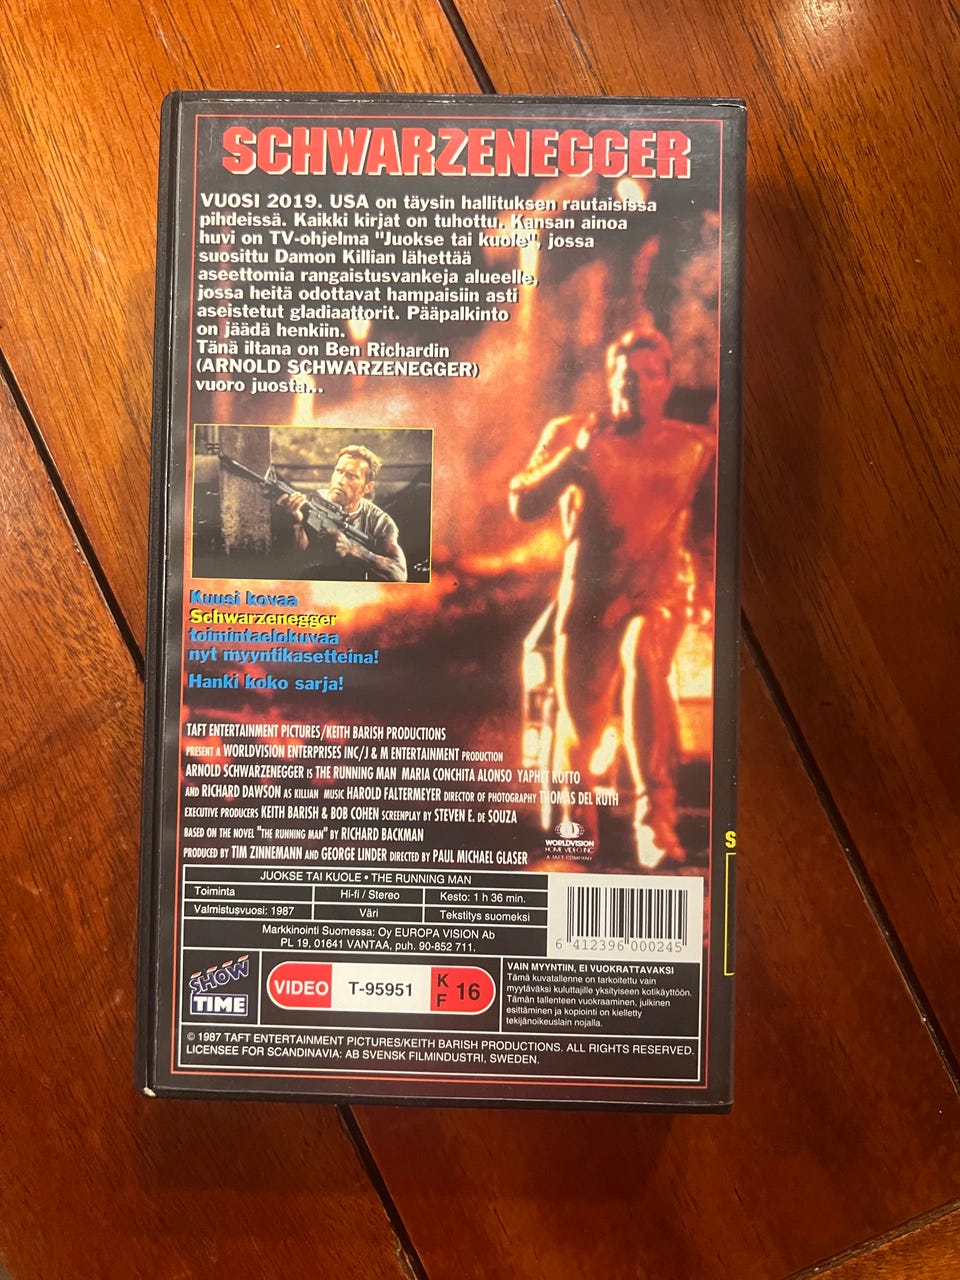 SCHWARZENEGGER
VUOSI 2019. USA on täysin hallituksen rautaisissa
pihdeissä. Kaikki kirjat on tuhottu. Kansan ainoa
huvi on TV-ohjelma "Juokse tai kuole", jossa
suosittu Damon Killian lähettää
aseettomia rangaistusvankeja alueelle,
jossa heitä odottavat hampaisiin asti
aseistetut gladiaattorit. Pääpalkinto
on jäädä henkiin.
Tänä iltana on Ben Richardin
(ARNOLD SCHWARZENEGGER)
vuoro juosta...
Kuusi kovaa
Schwarzenegger
toimintaelokuvaa
nyt myyntikasetteina!
Hanki koko sarja!
TAFT ENTERTAINMENT PICTURES/KEITH BARISH PRODUCTIONS
PRESENT A WORLDVISION ENTERPRISES INC/J & M ENTERTAINMENT PRODUCTION
ARNOLD SCHWARZENEGGER IS THE RUNNING MAN MARIA CONCHITA ALONSO YAPHET KOTTO
AND RICHARD DAWSON AS KILLIAN MUSIC HAROLD FALTERMEYER DIRECTOR OF PHOTOGRAPHY THOMAS DEL RUTH
EXECUTIVE PRODUCERS KEITH BARISH & BOB COHEN SCREENPLAY BY STEVEN E. DE SOUZA
BASED ON THE NOVEL "THE RUNNING MAN" BY RICHARD BACKMAN
PRODUCED BY TIM ZINNEMANN AND GEORGE LINDER DIRECTED BY PAUL MICHAEL GLASER
WORLDVISION
HOME VIDEO INC
A TAFT COMPANY
S
JUOKSE TAI KUOLE • THE RUNNING MAN
Toiminta Hi-fi / Stereo Kesto: 1 h 36 min.
Valmistusvuosi: 1987 Väri Tekstitys suomeksi
Markkinointi Suomessa: Oy EUROPA VISION Ab
PL 19, 01641 VANTAA, puh. 90-852 711.
6 412396 000245
SHOW
TIME
VIDEO T-95951 KF 16
VAIN MYYNTIIN, EI VUOKRATTAVAKSI
Tämä kuvatallenne on tarkoitettu vain
myytäväksi kuluttajille yksityiseen kotikäyttöön.
Tämän tallenteen vuokraaminen, julkinen
esittäminen ja kopiointi on kielletty
tekijänoikeuslain nojalla.
© 1987 TAFT ENTERTAINMENT PICTURES/KEITH BARISH PRODUCTIONS. ALL RIGHTS RESERVED.
LICENSEE FOR SCANDINAVIA: AB SVENSK FILMINDUSTRI, SWEDEN.